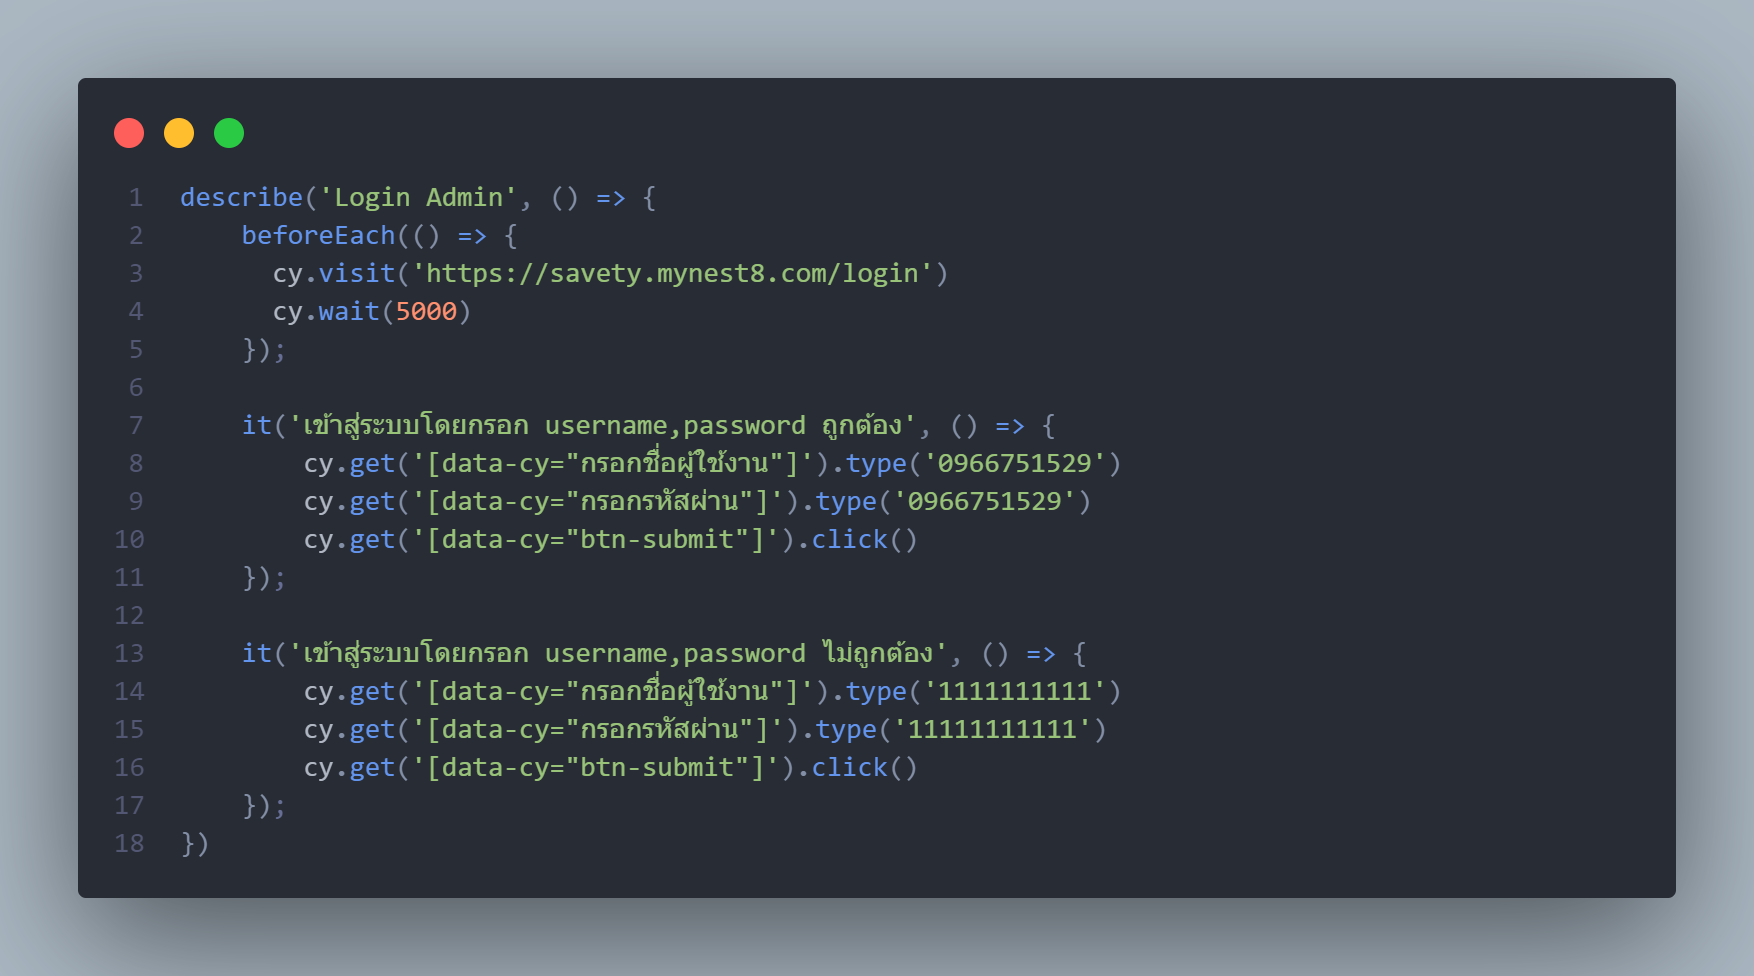 1 describe('Login Admin', () => {
2 beforeEach(() => {
3 cy.visit('https://savety.mynest8.com/login')
4 cy.wait(5000)
5 });
6
7 it('เข้าสู่ระบบโดยกรอก username,password ถูกต้อง', () => {
8 cy.get('[data-cy="กรอกชื่อผู้ใช้งาน"]').type('0966751529')
9 cy.get('[data-cy="กรอกรหัสผ่าน"]').type('0966751529')
10 cy.get('[data-cy="btn-submit"]').click()
11 });
12
13 it('เข้าสู่ระบบโดยกรอก username,password ไม่ถูกต้อง', () => {
14 cy.get('[data-cy="กรอกชื่อผู้ใช้งาน"]').type('1111111111')
15 cy.get('[data-cy="กรอกรหัสผ่าน"]').type('11111111111')
16 cy.get('[data-cy="btn-submit"]').click()
17 });
18 })